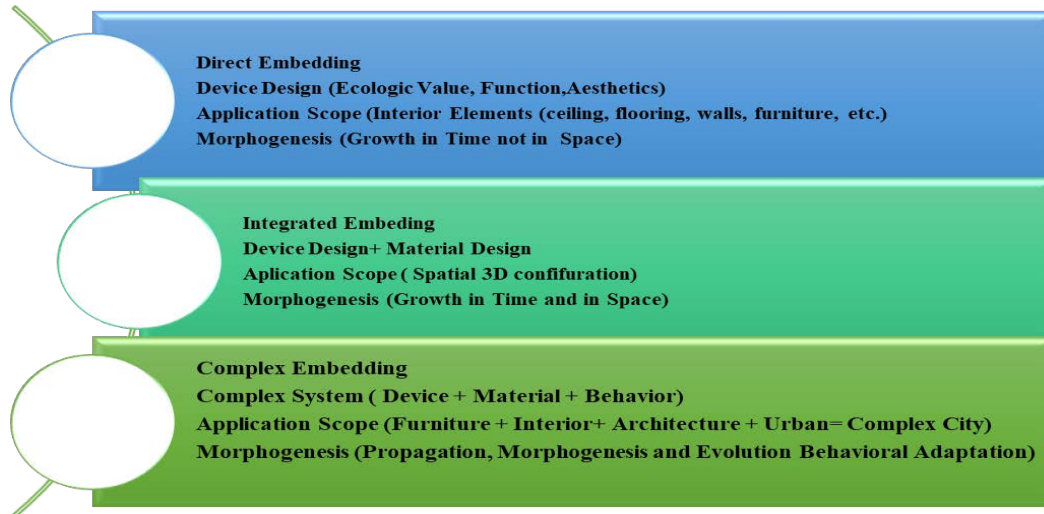 Direct Embedding
Device Design (Ecologic Value, Function,Aesthetics)
Application Scope (Interior Elements (ceiling, flooring, walls, furniture, etc.)
Morphogenesis (Growth in Time not in Space)
Integrated Embeding
Device Design+ Material Design
Aplication Scope ( Spatial 3D confifuration)
Morphogenesis (Growth in Time and in Space)
Complex Embedding
Complex System ( Device + Material + Behavior)
Application Scope (Furniture + Interior+ Architecture + Urban= Complex City)
Morphogenesis (Propagation, Morphogenesis and Evolution Behavioral Adaptation)